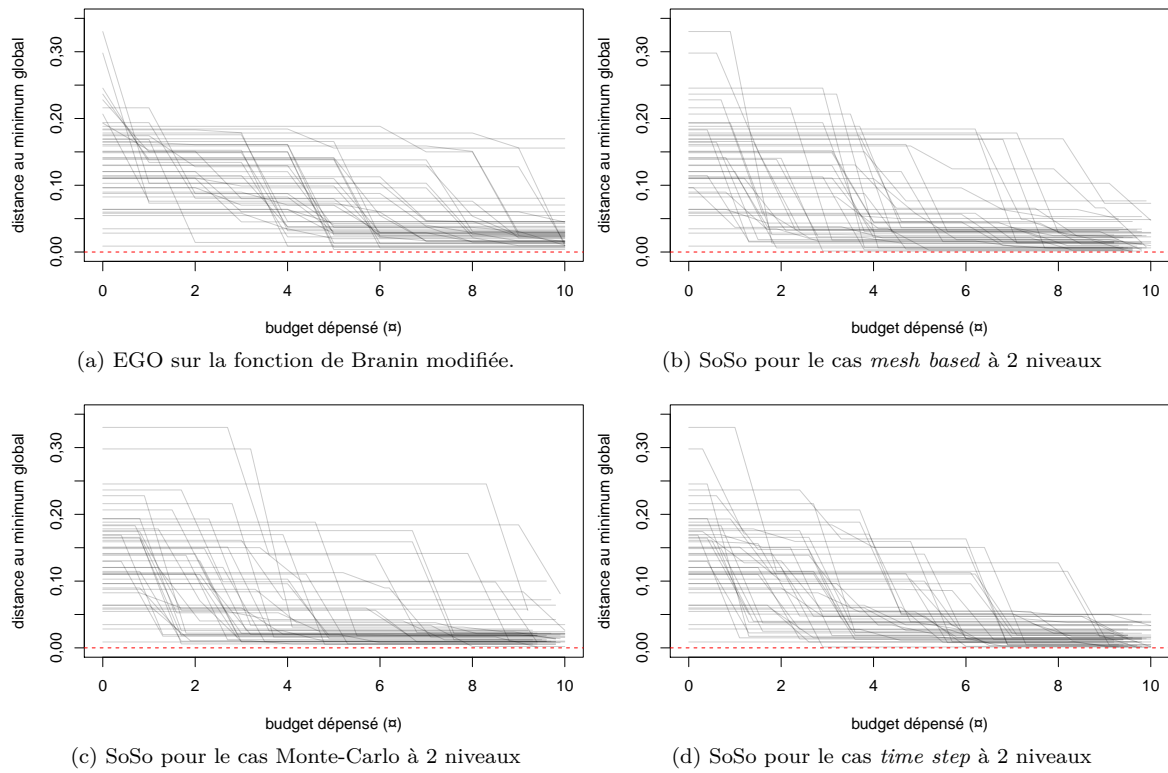 distance au minimum global
0,30
0,20
0,10
0,00
0 2 4 6 8 10
budget dépensé (¤)
(a) EGO sur la fonction de Branin modifiée.
distance au minimum global
0,30
0,20
0,10
0,00
0 2 4 6 8 10
budget dépensé (¤)
(b) SoSo pour le cas mesh based à 2 niveaux
distance au minimum global
0,30
0,20
0,10
0,00
0 2 4 6 8 10
budget dépensé (¤)
(c) SoSo pour le cas Monte-Carlo à 2 niveaux
distance au minimum global
0,30
0,20
0,10
0,00
0 2 4 6 8 10
budget dépensé (¤)
(d) SoSo pour le cas time step à 2 niveaux